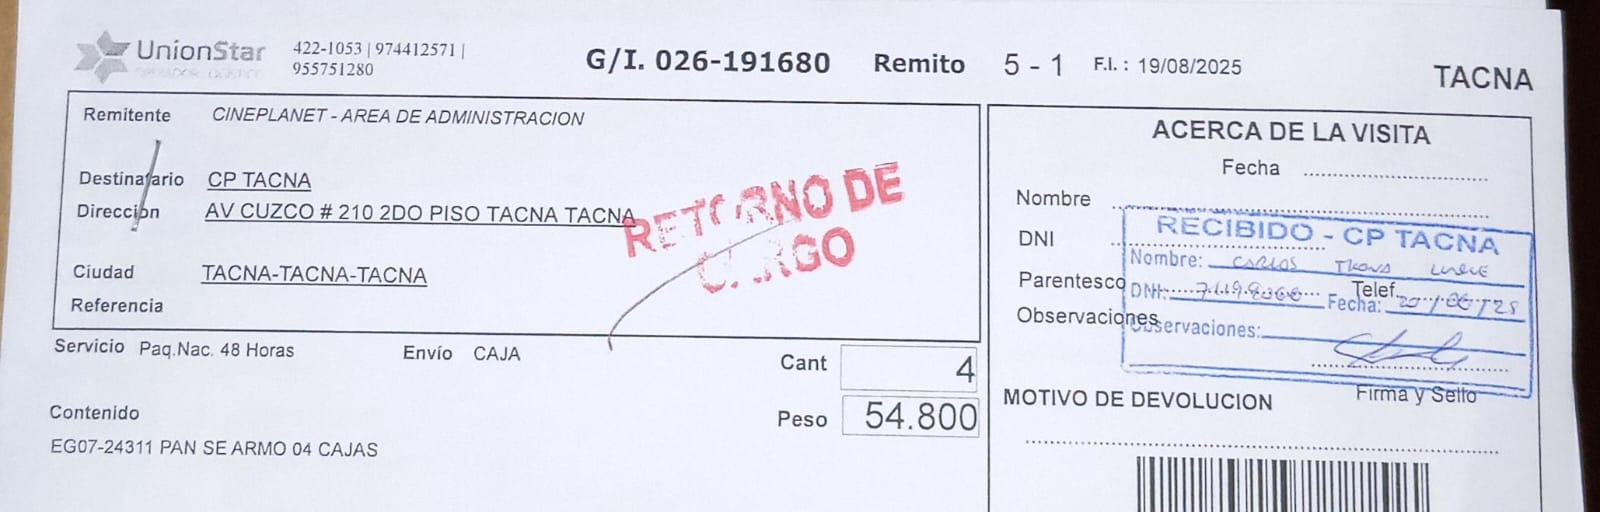 UnionStar
422-1053 | 974412571 |
955751280
G/I. 026-191680 Remito 5 - 1 F.I. : 19/08/2025
TACNA
Remitente CINEPLANET - AREA DE ADMINISTRACION
Destinatario CP TACNA
Dirección AV CUZCO # 210 2DO PISO TACNA TACNA
Ciudad TACNA-TACNA-TACNA
Referencia
RETORNO DE
CARGO
Servicio Paq.Nac. 48 Horas Envío CAJA
Cant 4
Peso 54.800
Contenido
EG07-24311 PAN SE ARMO 04 CAJAS
ACERCA DE LA VISITA
Fecha
Nombre
DNI
Parentesco
Telef.
Observaciones
RECIBIDO - CP TACNA
Nombre: CARLOS
DNI:
Fecha:
Observaciones:
Firma y Sello
MOTIVO DE DEVOLUCION